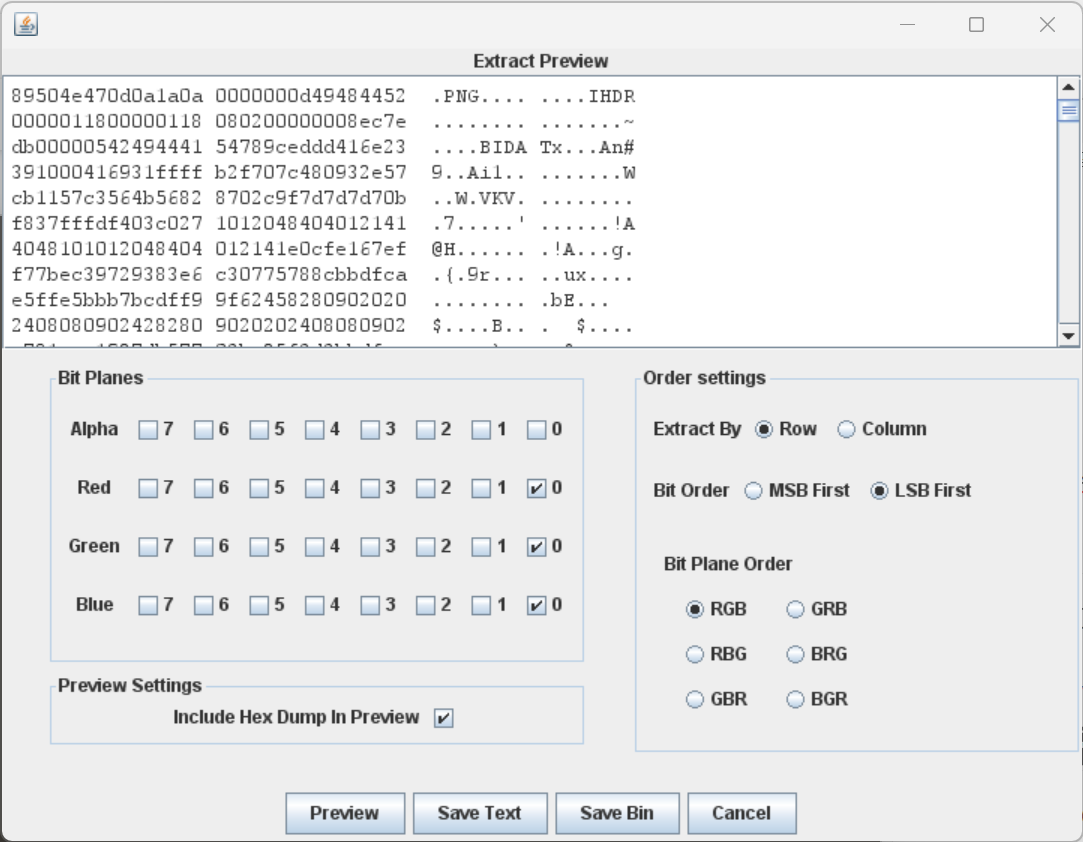 Extract Preview
89504e470d0a1a0a 0000000d49484452 .PNG.... ....IHDR
0000011800000118 080200000008ec7e ........ .......~
db00000542494441 54789ceddd416e23 ....BIDA Tx...An#
391000416931ffff b2f707c480932e57 9..Ai1.. .......W
cb1157c3564b5682 8702c9f7d7d7d70b ..W.VKV. ........
f837fffdf403c027 1012048404012141 .7.....' ......!A
4048101012048404 012141e0cfe167ef @H...... .!A...g.
f77bec39729383e6 c30775788cbbdfca .{.9r... ..ux....
e5ffe5bbb7bcdff9 9f62458280902020 ........ .bE...
2408080902428280 9020202408080902 $....B.. . $....
Bit Planes
Alpha 7 6 5 4 3 2 1 0
Red 7 6 5 4 3 2 1 0
Green 7 6 5 4 3 2 1 0
Blue 7 6 5 4 3 2 1 0
Preview Settings
Include Hex Dump In Preview
Order settings
Extract By Row Column
Bit Order MSB First LSB First
Bit Plane Order
RGB GRB
RBG BRG
GBR BGR
Preview Save Text Save Bin Cancel